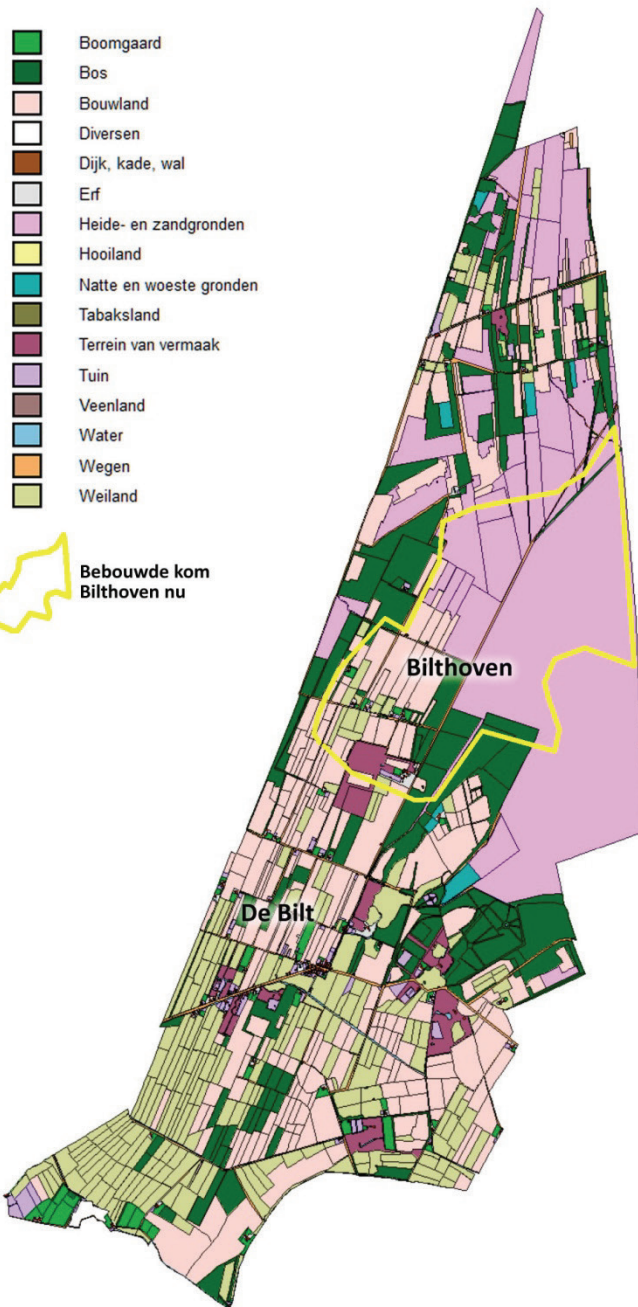 Boomgaard
Bos
Bouwland
Diversen
Dijk, kade, wal
Erf
Heide- en zandgronden
Hooiland
Natte en woeste gronden
Tabaksland
Terrein van vermaak
Tuin
Veenland
Water
Wegen
Weiland
Bebouwde kom
Bilthoven nu
Bilthoven
De Bilt